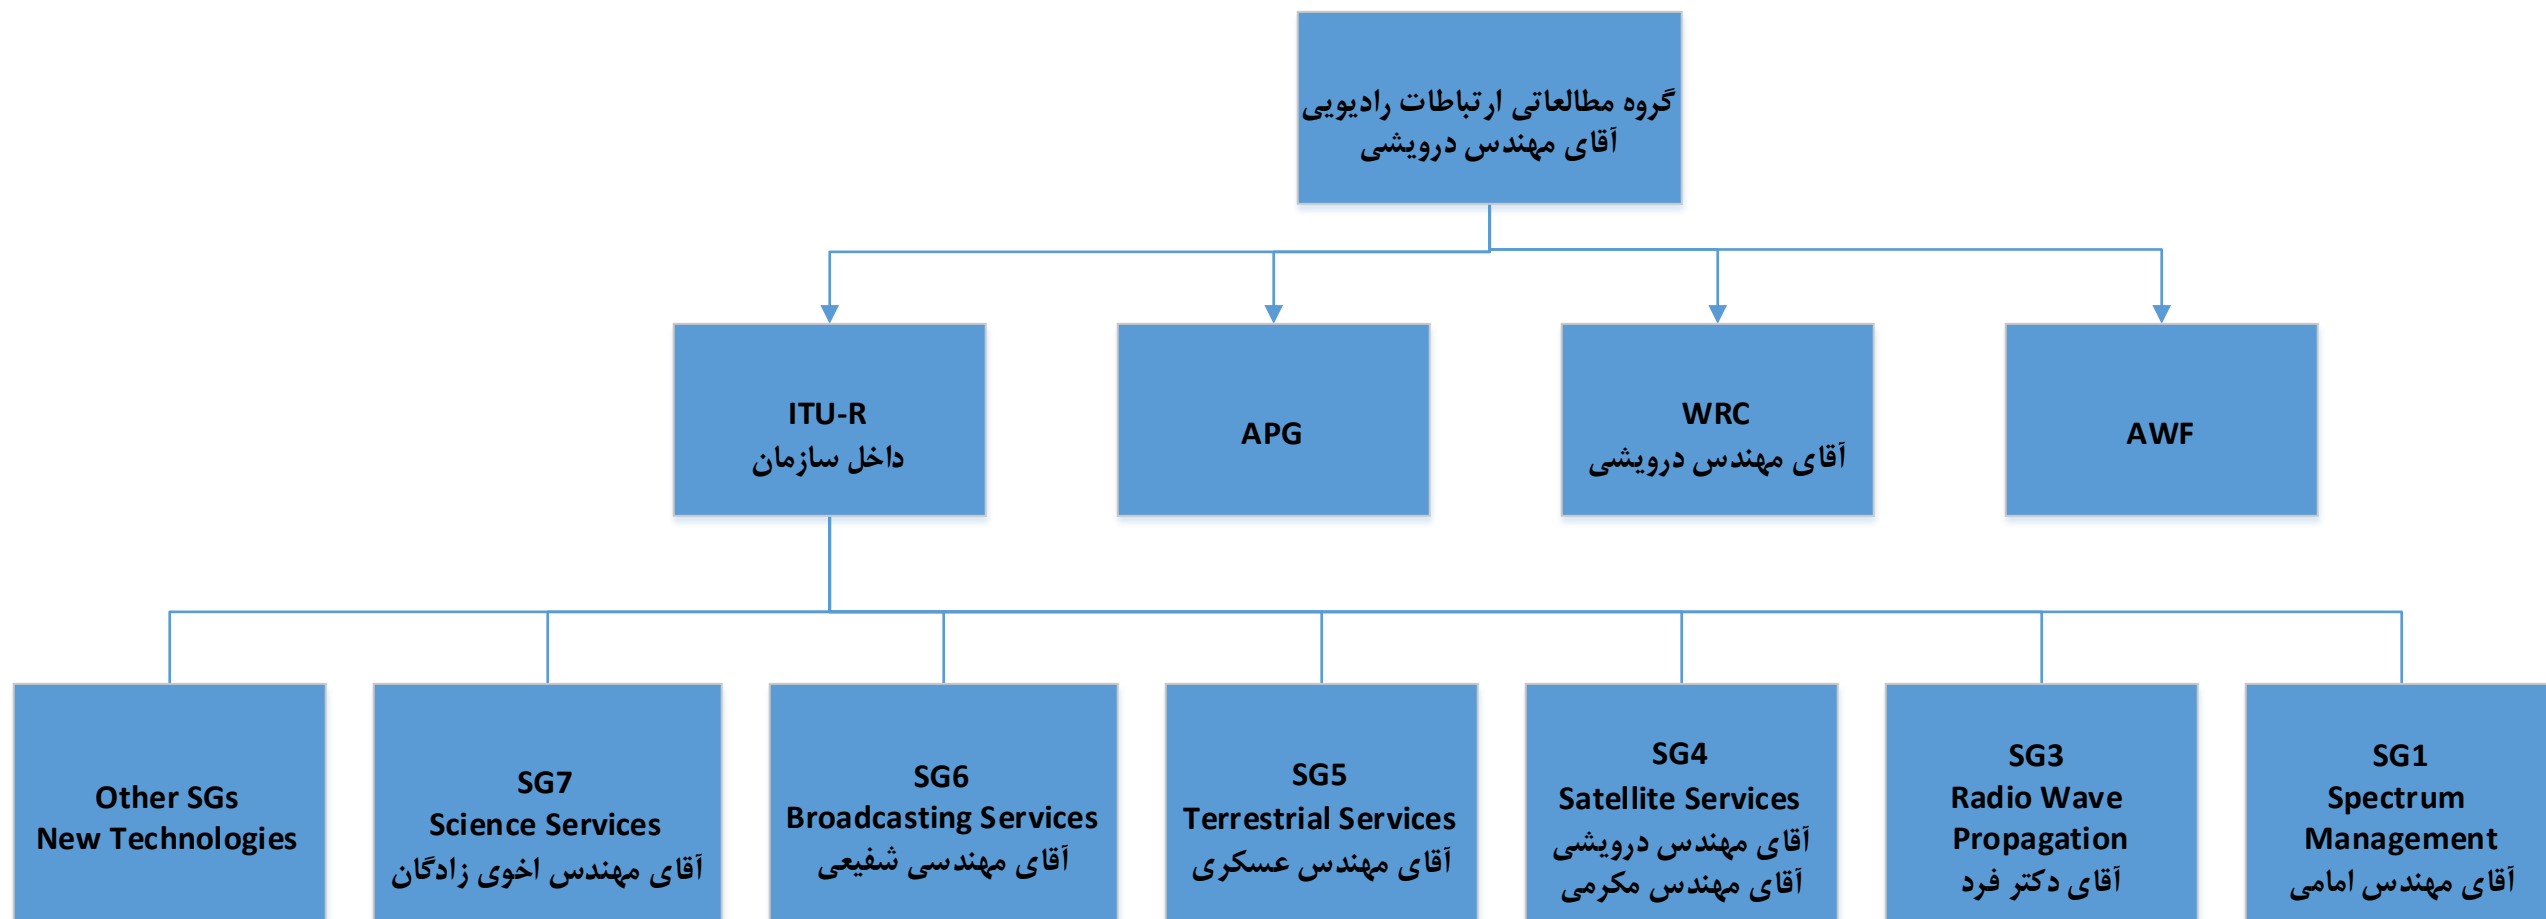 گروه مطالعاتی ارتباطات رادیویی
آقای مهندس درویشی
ITU-R
داخل سازمان
APG
WRC
آقای مهندس درویشی
AWF
Other SGs
New Technologies
SG7
Science Services
آقای مهندس اخوی زادگان
SG6
Broadcasting Services
آقای مهندسی شفیعی
SG5
Terrestrial Services
آقای مهندس عسکری
SG4
Satellite Services
آقای مهندس درویشی
آقای مهندس مکرمی
SG3
Radio Wave
Propagation
آقای دکتر فرد
SG1
Spectrum
Management
آقای مهندس امامی